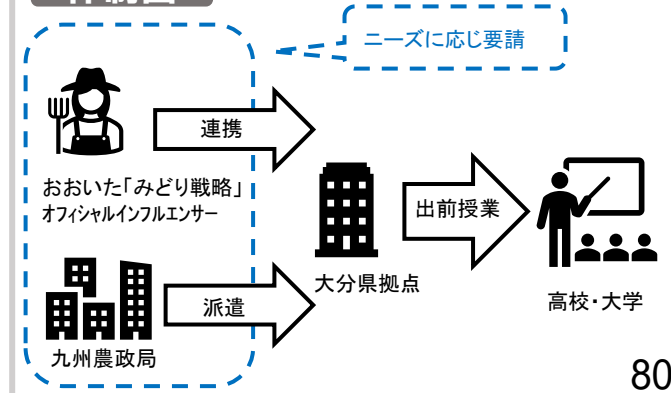 ニーズに応じ要請
連携
おおいた「みどり戦略」
オフィシャルインフルエンサー
出前授業
大分県拠点
高校・大学
派遣
九州農政局
80